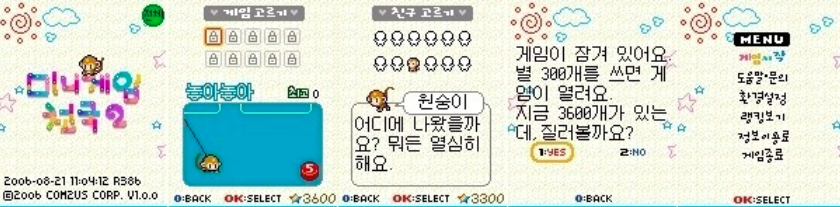 전체
미니게임
천국2
2006-08-21 11:04:12 R386
©2006 COM2US CORP. V1.0.0
게임 고르기
놓아놓아
0
5
0:BACK OK:SELECT 3600
친구 고르기
원숭이
어디에 나왔을까
요? 뭐든 열심히
해요.
0:BACK OK:SELECT 3300
게임이 잠겨 있어요.
별 300개를 쓰면 게
임이 열려요.
지금 3600개가 있는
데, 질러볼까요?
1:YES 2:NO
0:BACK
MENU
게임시작
도움말•문의
환경설정
랭킹보기
정보이용료
게임종료
OK:SELECT